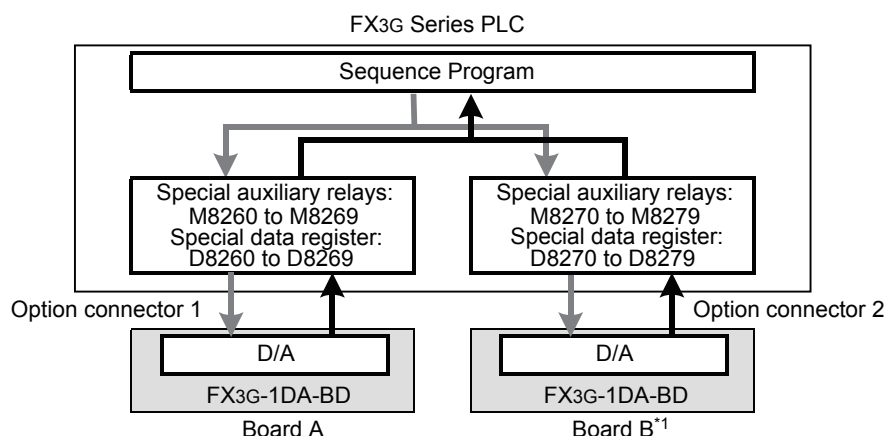 FX3G Series PLC
Sequence Program
Special auxiliary relays:
M8260 to M8269
Special data register:
D8260 to D8269
Special auxiliary relays:
M8270 to M8279
Special data register:
D8270 to D8279
Option connector 1
Option connector 2
D/A
FX3G-1DA-BD
Board A
D/A
FX3G-1DA-BD
Board B*1